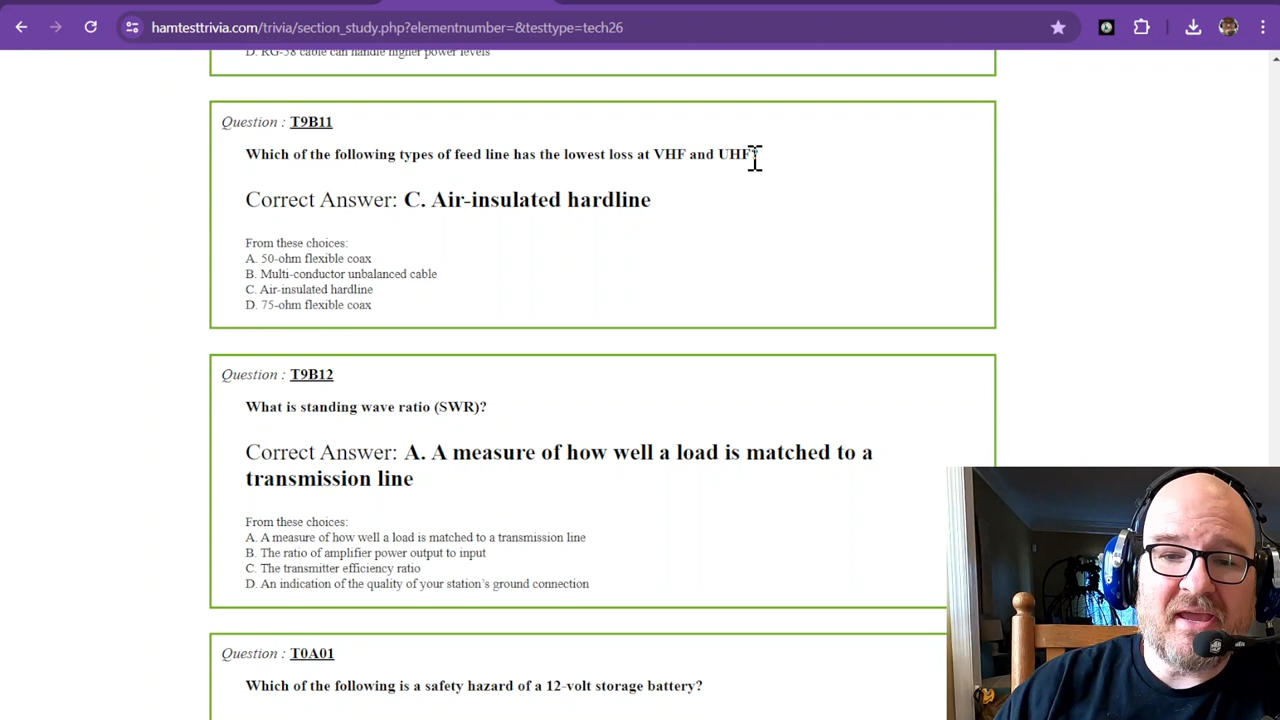 hamtesttrivia.com/trivia/section_study.php?elementnumber=&testtype=tech26
D. RG-58 cable can handle higher power levels
Question : T9B11
Which of the following types of feed line has the lowest loss at VHF and UHF?
Correct Answer: C. Air-insulated hardline
From these choices:
A. 50-ohm flexible coax
B. Multi-conductor unbalanced cable
C. Air-insulated hardline
D. 75-ohm flexible coax
Question : T9B12
What is standing wave ratio (SWR)?
Correct Answer: A. A measure of how well a load is matched to a
transmission line
From these choices:
A. A measure of how well a load is matched to a transmission line
B. The ratio of amplifier power output to input
C. The transmitter efficiency ratio
D. An indication of the quality of your station's ground connection
Question : T0A01
Which of the following is a safety hazard of a 12-volt storage battery?